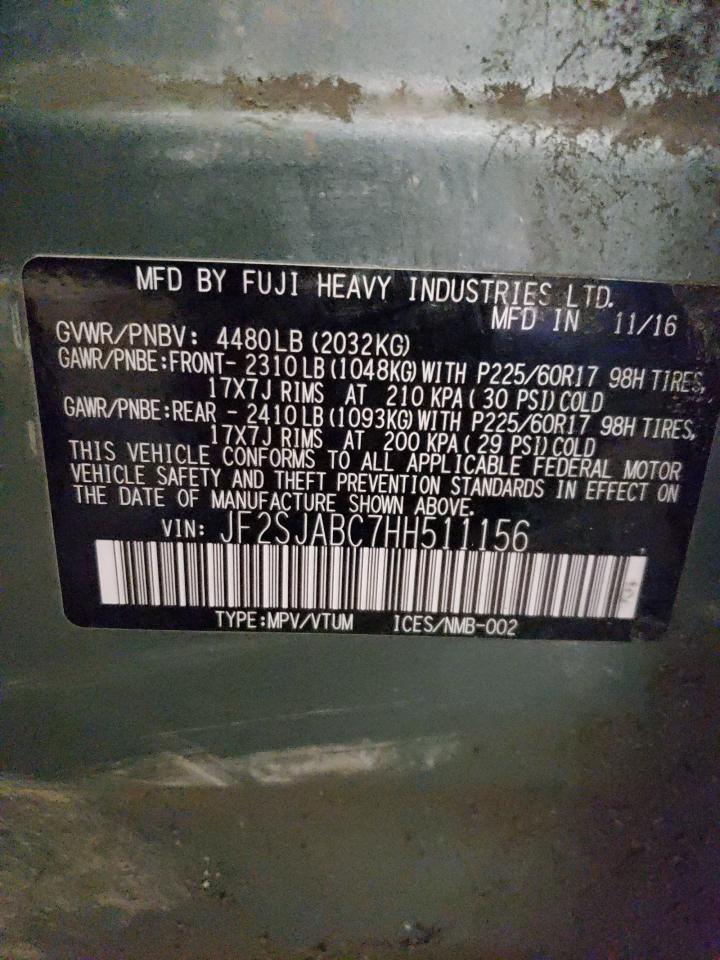 MFD BY FUJI HEAVY INDUSTRIES LTD.
MFD IN 11/16
GVWR/PNBV: 4480LB (2032KG)
GAWR/PNBE:FRONT- 2310LB (1048KG)WITH P225/60R17 98H TIRES,
17X7J RIMS AT 210 KPA( 30 PSI)COLD
GAWR/PNBE:REAR - 2410LB (1093KG)WITH P225/60R17 98H TIRES,
17X7J RIMS AT 200 KPA( 29 PSI)COLD
THIS VEHICLE CONFORMS TO ALL APPLICABLE FEDERAL MOTOR
VEHICLE SAFETY AND THEFT PREVENTION STANDARDS IN EFFECT ON
THE DATE OF MANUFACTURE SHOWN ABOVE.
VIN: JF2SJABC7HH511156
TYPE:MPV/VTUM ICES/NMB-002